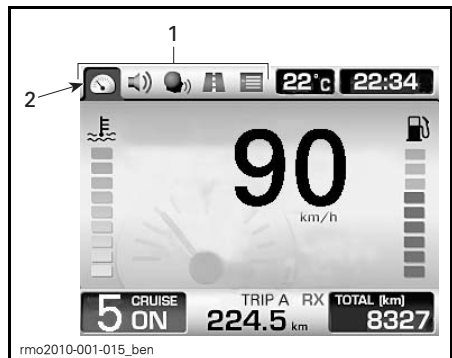 1
2
22°C 22:34
90
km/h
5 CRUISE ON
TRIP A RX
224.5 km
TOTAL (km)
8327
rmo2010-001-015_ben